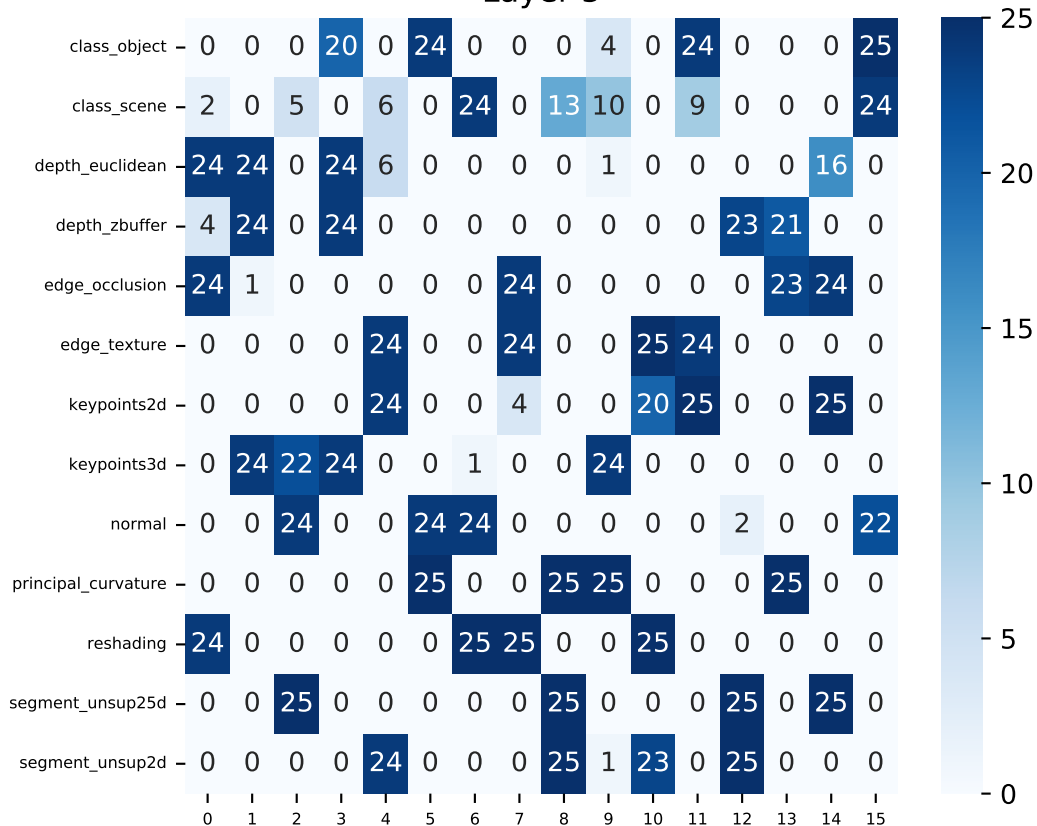 class_object 0 0 0 20 0 24 0 0 0 4 0 24 0 0 0 25
class_scene 2 0 5 0 6 0 24 0 13 10 0 9 0 0 0 24
depth_euclidean 24 24 0 24 6 0 0 0 0 1 0 0 0 0 16 0
depth_zbuffer 4 24 0 24 0 0 0 0 0 0 0 0 23 21 0 0
edge_occlusion 24 1 0 0 0 0 0 24 0 0 0 0 0 23 24 0
edge_texture 0 0 0 0 24 0 0 24 0 0 25 24 0 0 0 0
keypoints2d 0 0 0 0 24 0 0 4 0 0 20 25 0 0 25 0
keypoints3d 0 24 22 24 0 0 1 0 0 24 0 0 0 0 0 0
normal 0 0 24 0 0 24 24 0 0 0 0 0 2 0 0 22
principal_curvature 0 0 0 0 0 25 0 0 25 25 0 0 0 25 0 0
reshading 24 0 0 0 0 0 25 25 0 0 25 0 0 0 0 0
segment_unsup25d 0 0 25 0 0 0 0 0 25 0 0 0 25 0 25 0
segment_unsup2d 0 0 0 0 24 0 0 0 25 1 23 0 25 0 0 0
0 1 2 3 4 5 6 7 8 9 10 11 12 13 14 15
25
20
15
10
5
0